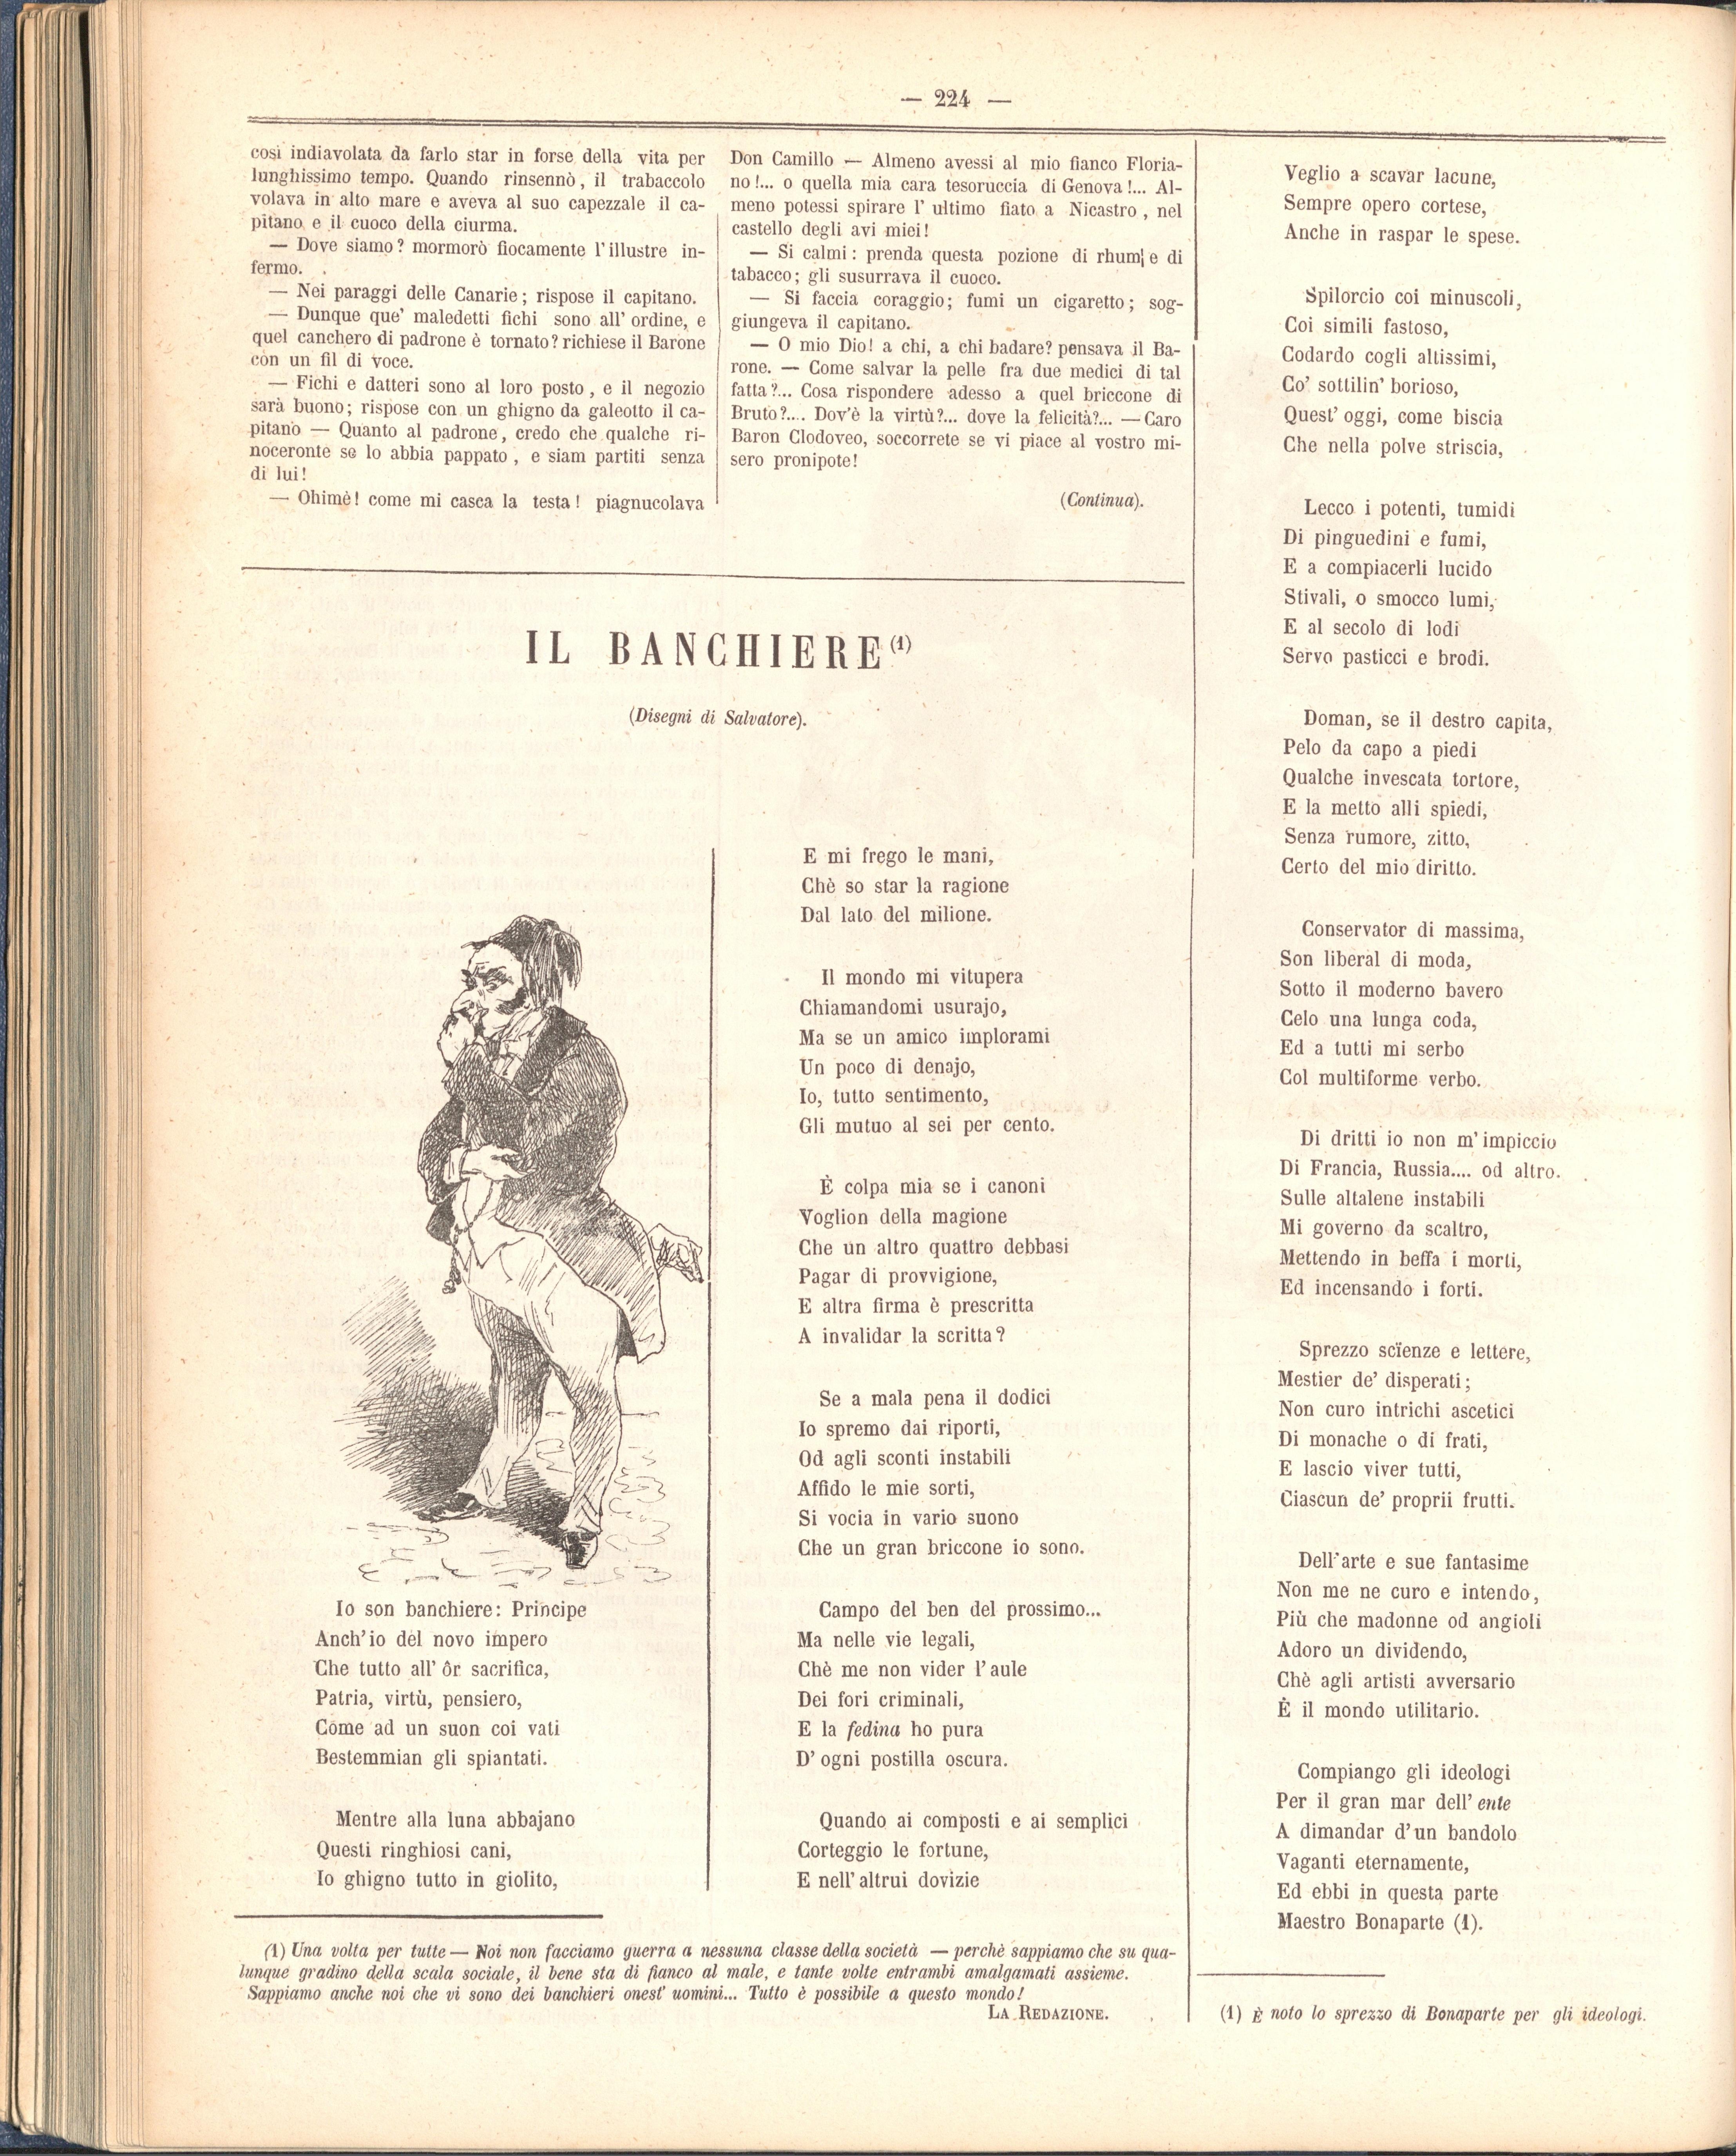 — 224 —
così indiavolata da farlo star in forse della vita per
lunghissimo tempo. Quando rinsennò, il trabaccolo
volava in alto mare e aveva al suo capezzale il ca-
pitano e il cuoco della ciurma.
— Dove siamo? mormorò fiocamente l'illustre in-
fermo.
— Nei paraggi delle Canarie; rispose il capitano.
— Dunque que' maledetti fichi sono all' ordine, e
quel canchero di padrone è tornato? richiese il Barone
con un fil di voce.
— Fichi e datteri sono al loro posto, e il negozio
sarà buono; rispose con un ghigno da galeotto il ca-
pitano — Quanto al padrone, credo che qualche ri-
noceronte se lo abbia pappato, e siam partiti senza
di lui!
— Ohimè! come mi casca la testa! piagnucolava
Don Camillo — Almeno avessi al mio fianco Floria-
no!... o quella mia cara tesoruccia di Genova!... Al-
meno potessi spirare l' ultimo fiato a Nicastro, nel
castello degli avi miei!
— Si calmi: prenda questa pozione di rhum e di
tabacco; gli susurrava il cuoco.
— Si faccia coraggio; fumi un cigaretto; sog-
giungeva il capitano.
— O mio Dio! a chi, a chi badare? pensava il Ba-
rone. — Come salvar la pelle fra due medici di tal
fatta?... Cosa rispondere adesso a quel briccone di
Bruto?.... Dov'è la virtù?... dove la felicità?... — Caro
Baron Clodoveo, soccorrete se vi piace al vostro mi-
sero pronipote!
(Continua).
IL BANCHIERE (1)
(Disegni di Salvatore).
Io son banchiere: Principe
Anch'io del novo impero
Che tutto all' ôr sacrifica,
Patria, virtù, pensiero,
Come ad un suon coi vati
Bestemmian gli spiantati.
Mentre alla luna abbajano
Questi ringhiosi cani,
Io ghigno tutto in giolito,
E mi frego le mani,
Chè so star la ragione
Dal lato del milione.
Il mondo mi vitupera
Chiamandomi usurajo,
Ma se un amico implorami
Un poco di denajo,
Io, tutto sentimento,
Gli mutuo al sei per cento.
È colpa mia se i canoni
Voglion della magione
Che un altro quattro debbasi
Pagar di provvigione,
E altra firma è prescritta
A invalidar la scritta?
Se a mala pena il dodici
Io spremo dai riporti,
Od agli sconti instabili
Affido le mie sorti,
Si vocia in vario suono
Che un gran briccone io sono.
Campo del ben del prossimo...
Ma nelle vie legali,
Chè me non vider l'aule
Dei fori criminali,
E la fedina ho pura
D' ogni postilla oscura.
Quando ai composti e ai semplici
Corteggio le fortune,
E nell' altrui dovizie
Veglio a scavar lacune,
Sempre opero cortese,
Anche in raspar le spese.
Spilorcio coi minuscoli,
Coi simili fastoso,
Codardo cogli altissimi,
Co' sottilin' borioso,
Quest' oggi, come biscia
Che nella polve striscia,
Lecco i potenti, tumidi
Di pinguedini e fumi,
E a compiacerli lucido
Stivali, o smocco lumi,
E al secolo di lodi
Servo pasticci e brodi.
Doman, se il destro capita,
Pelo da capo a piedi
Qualche invescata tortore,
E la metto alli spiedi,
Senza rumore, zitto,
Certo del mio diritto.
Conservator di massima,
Son liberal di moda,
Sotto il moderno bavero
Celo una lunga coda,
Ed a tutti mi serbo
Col multiforme verbo.
Di dritti io non m' impiccio
Di Francia, Russia.... od altro.
Sulle altalene instabili
Mi governo da scaltro,
Mettendo in beffa i morti,
Ed incensando i forti.
Sprezzo scïenze e lettere,
Mestier de' disperati;
Non curo intrichi ascetici
Di monache o di frati,
E lascio viver tutti,
Ciascun de' proprii frutti.
Dell'arte e sue fantasime
Non me ne curo e intendo,
Più che madonne od angioli
Adoro un dividendo,
Chè agli artisti avversario
È il mondo utilitario.
Compiango gli ideologi
Per il gran mar dell' ente
A dimandar d'un bandolo
Vaganti eternamente,
Ed ebbi in questa parte
Maestro Bonaparte (1).
(1) Una volta per tutte — Noi non facciamo guerra a nessuna classe della società — perchè sappiamo che su qua-
lunque gradino della scala sociale, il bene sta di fianco al male, e tante volte entrambi amalgamati assieme.
Sappiamo anche noi che vi sono dei banchieri onest' uomini... Tutto è possibile a questo mondo!
LA REDAZIONE.
(1) È noto lo sprezzo di Bonaparte per gli ideologi.